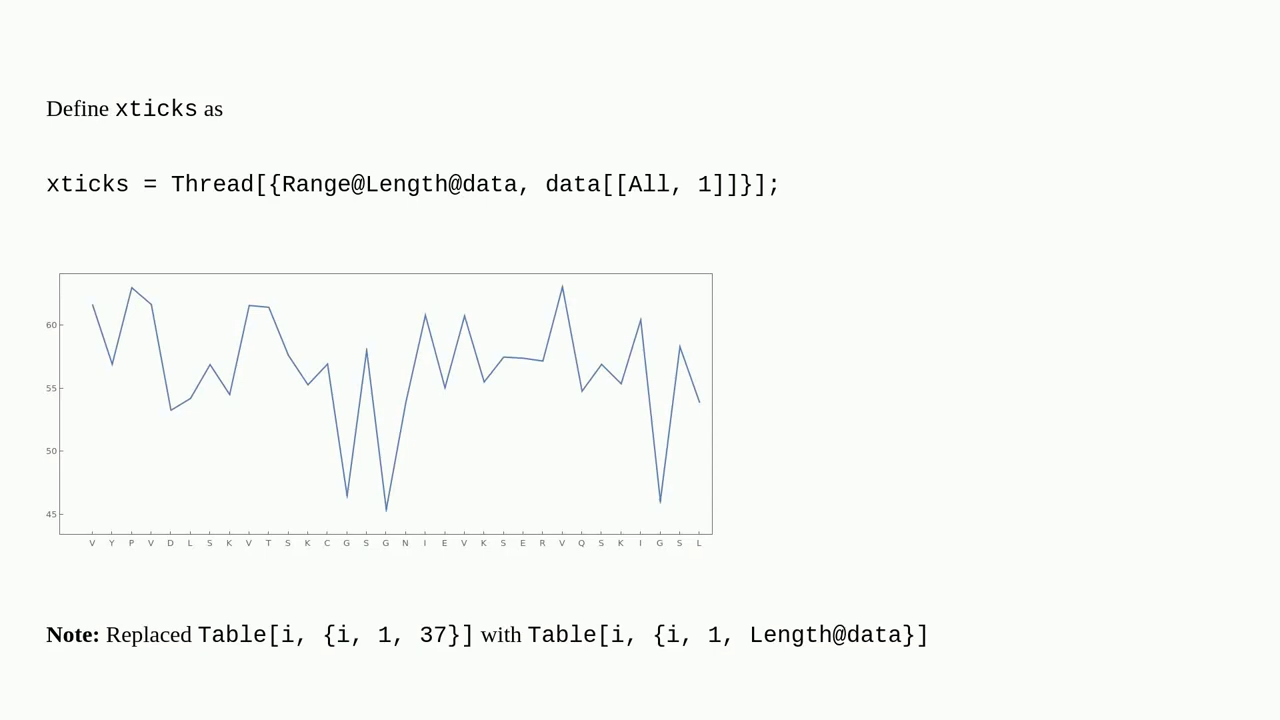 Define xticks as
xticks = Thread[{Range@Length@data, data[[All, 1]]}];
60
55
50
45
V Y P V D L S K V T S K C G S G N I E V K S E R V Q S K I G S L
Note: Replaced Table[i, {i, 1, 37}] with Table[i, {i, 1, Length@data}]